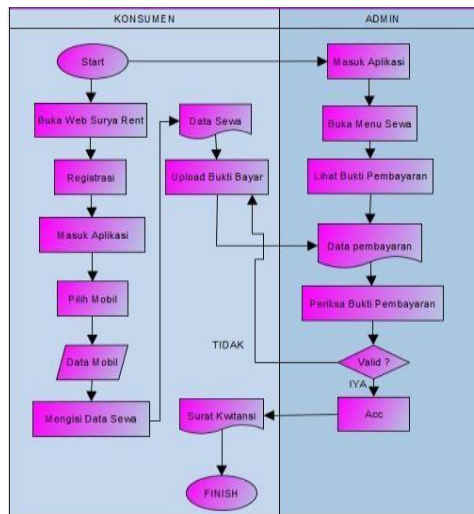 KONSUMEN
ADMIN
Start
Masuk Aplikasi
Buka Web Surya Rent
Data Sewa
Buka Menu Sewa
Registrasi
Upload Bukti Bayar
Lihat Bukti Pembayaran
Masuk Aplikasi
Data pembayaran
Pilih Mobil
Periksa Bukti Pembayaran
TIDAK
Data Mobil
Valid ?
IYA
Mengisi Data Sewa
Surat Kwitansi
Acc
FINISH